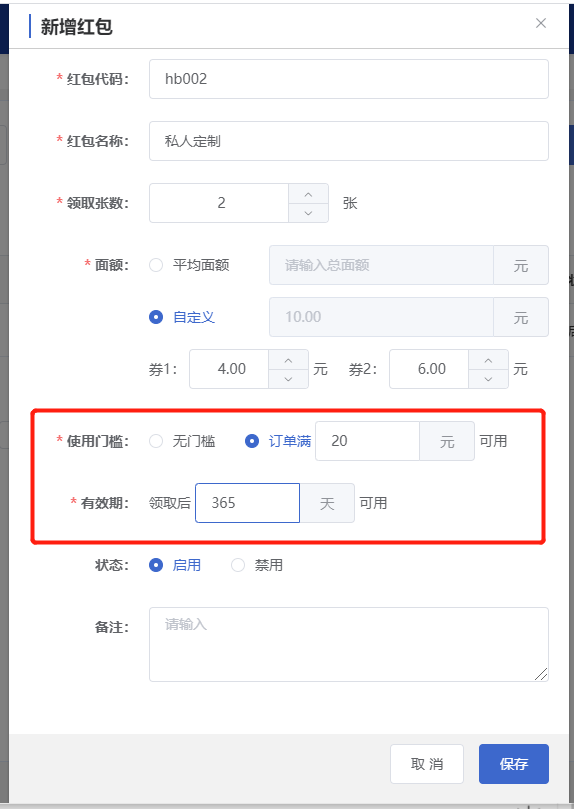 新增红包
* 红包代码： hb002
* 红包名称： 私人定制
* 领取张数： 2 张
* 面额： 平均面额 请输入总面额 元
自定义 10.00 元
券1： 4.00 元 券2： 6.00 元
* 使用门槛： 无门槛 订单满 20 元 可用
* 有效期： 领取后 365 天 可用
状态： 启用 禁用
备注： 请输入
取 消 保存